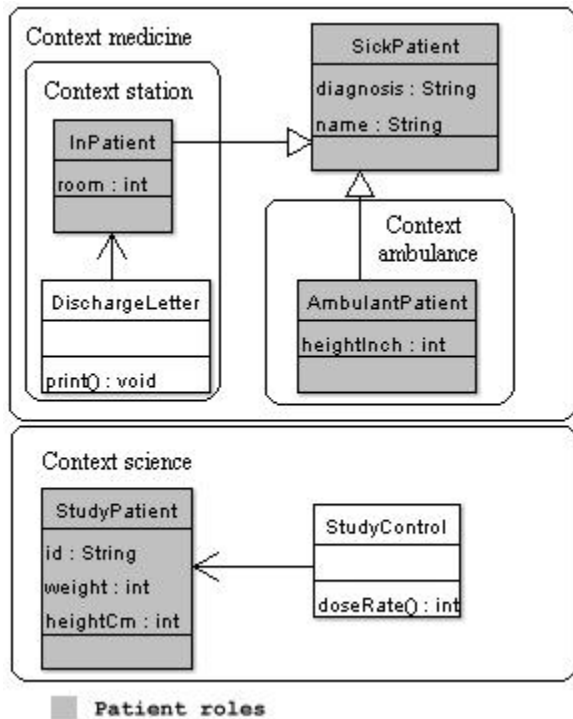 Context medicine
SickPatient
diagnosis : String
name : String
Context station
InPatient
room : int
Context
ambulance
DischargeLetter
print() : void
AmbulantPatient
heightInch : int
Context science
StudyPatient
id : String
weight : int
heightCm : int
StudyControl
doseRate() : int
Patient roles